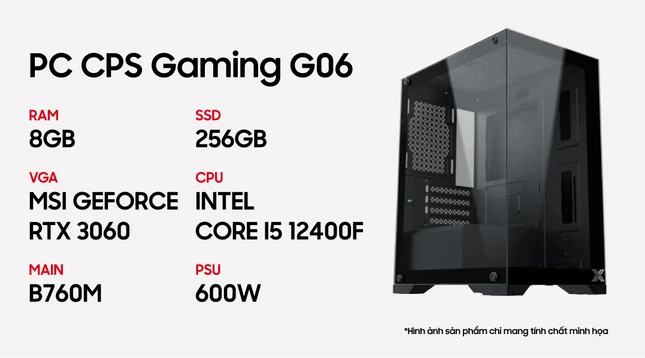 PC CPS Gaming G06
RAM
8GB
SSD
256GB
VGA
MSI GEFORCE
RTX 3060
CPU
INTEL
CORE I5 12400F
MAIN
B760M
PSU
600W
X
*Hình ảnh sản phẩm chỉ mang tính chất minh họa